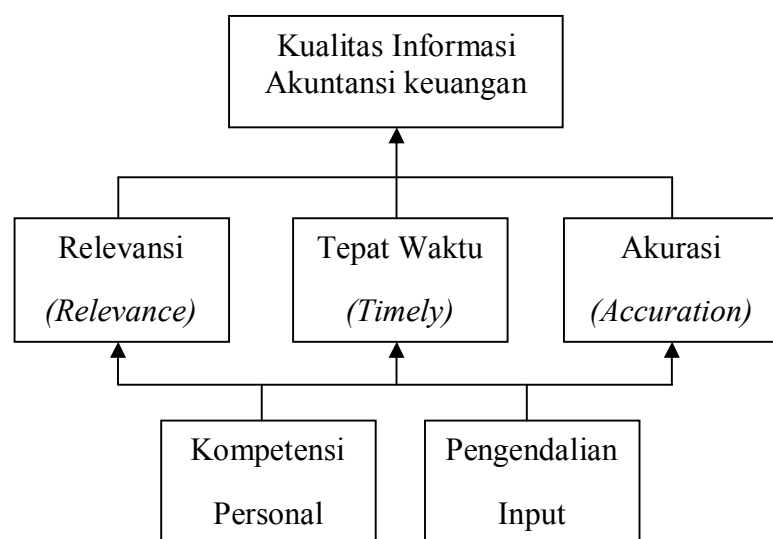 Kualitas Informasi
Akuntansi keuangan
Relevansi
(Relevance)
Tepat Waktu
(Timely)
Akurasi
(Accuration)
Kompetensi
Personal
Pengendalian
Input